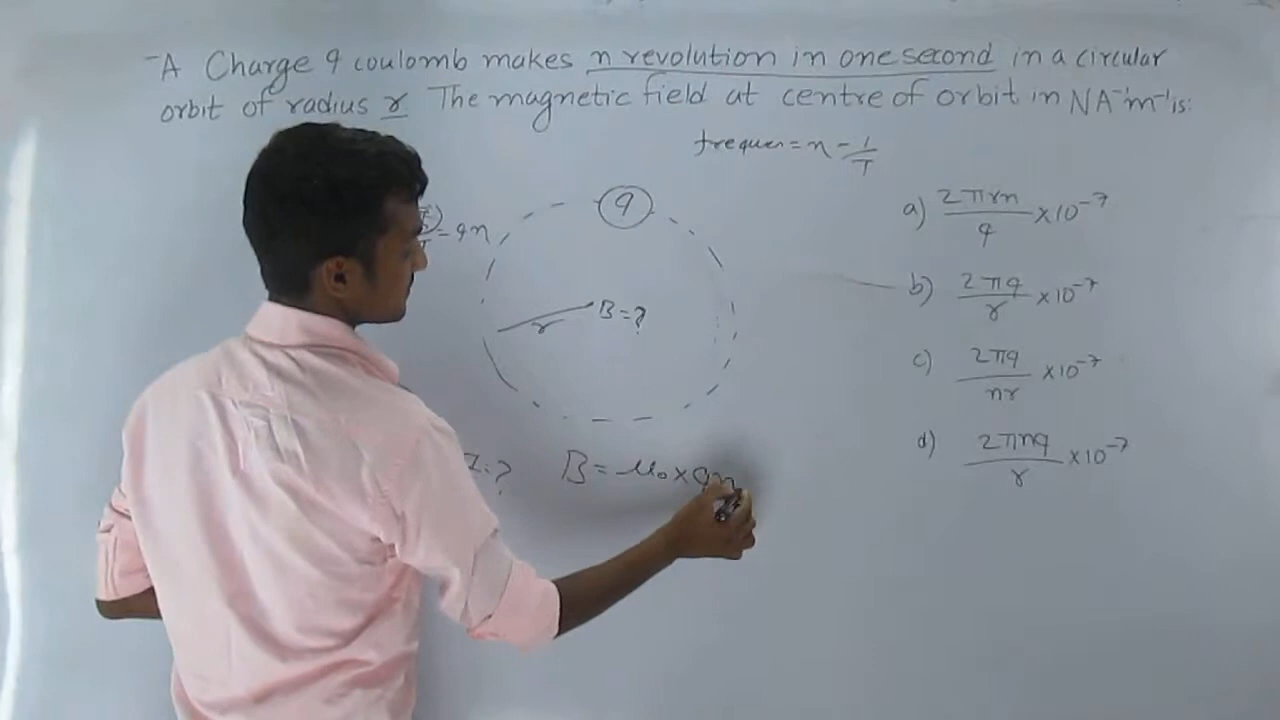 A Charge q coulomb makes n revolution in one second in a circular
orbit of radius r The magnetic field at centre of orbit in NA⁻¹m⁻¹ is:
frequen = n = 1/T
= qn
q
B = ?
r
a) 2πrn/q × 10⁻⁷
b) 2πq/r × 10⁻⁷
c) 2πq/nr × 10⁻⁷
d) 2πnq/r × 10⁻⁷
I = ?
B = μ₀ × qn